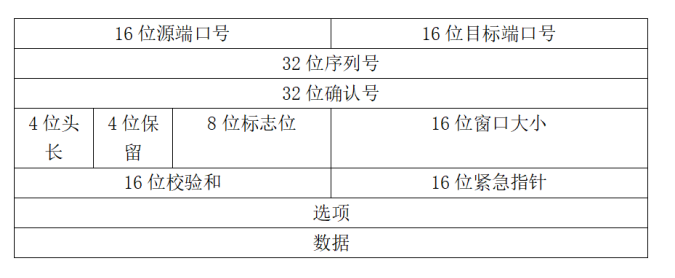 16 位源端口号 16 位目标端口号
32 位序列号
32 位确认号
4 位头长 4 位保留 8 位标志位 16 位窗口大小
16 位校验和 16 位紧急指针
选项
数据